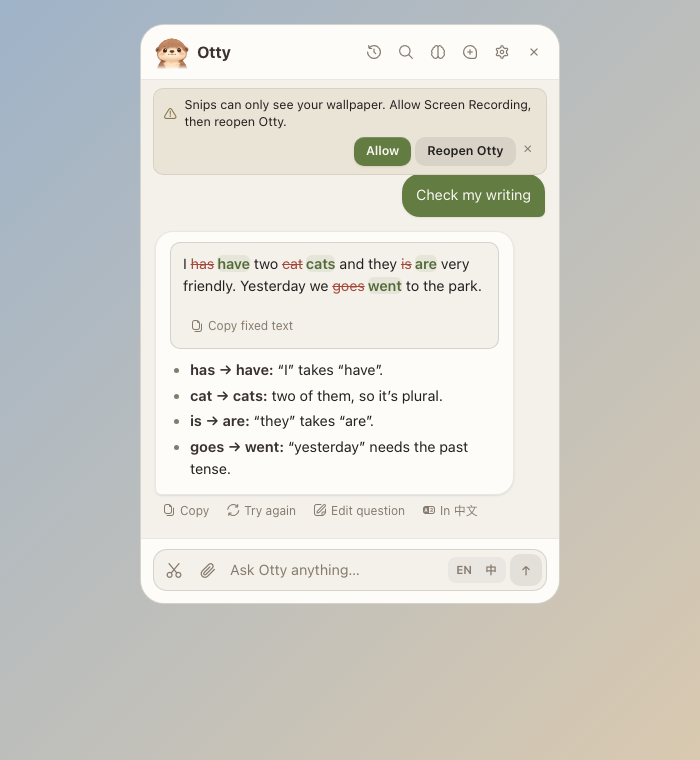 Otty
Snips can only see your wallpaper. Allow Screen Recording,
then reopen Otty.
Allow
Reopen Otty
Check my writing
I has have two cat cats and they is are very
friendly. Yesterday we goes went to the park.
Copy fixed text
has → have: “I” takes “have”.
cat → cats: two of them, so it’s plural.
is → are: “they” takes “are”.
goes → went: “yesterday” needs the past
tense.
Copy Try again Edit question In 中文
Ask Otty anything... EN 中